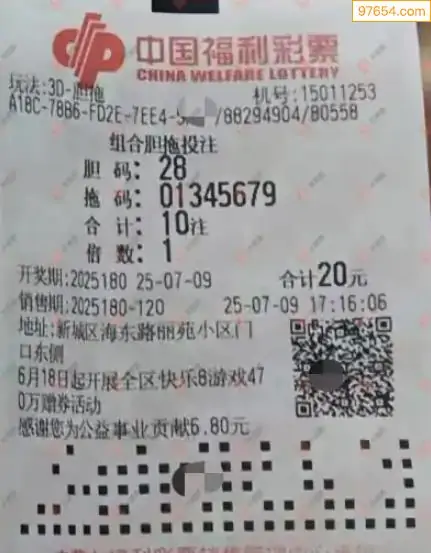 97654.com
中国福利彩票
CHINA WELFARE LOTTERY
玩法:3D-胆拖 机号:15011253
A18C-78B6-FD2E-7EE4- /88294904/B0558
组合胆拖投注
胆 码: 28
拖 码: 01345679
合 计: 10注
倍 数: 1
开奖期:2025180 25-07-09 合计20元
销售期:2025180-120 25-07-09 17:16:06
地址:新城区海东路丽苑小区门
口东侧
6月18日起开展全区快乐8游戏47
0万赠券活动
感谢您为公益事业贡献6.80元